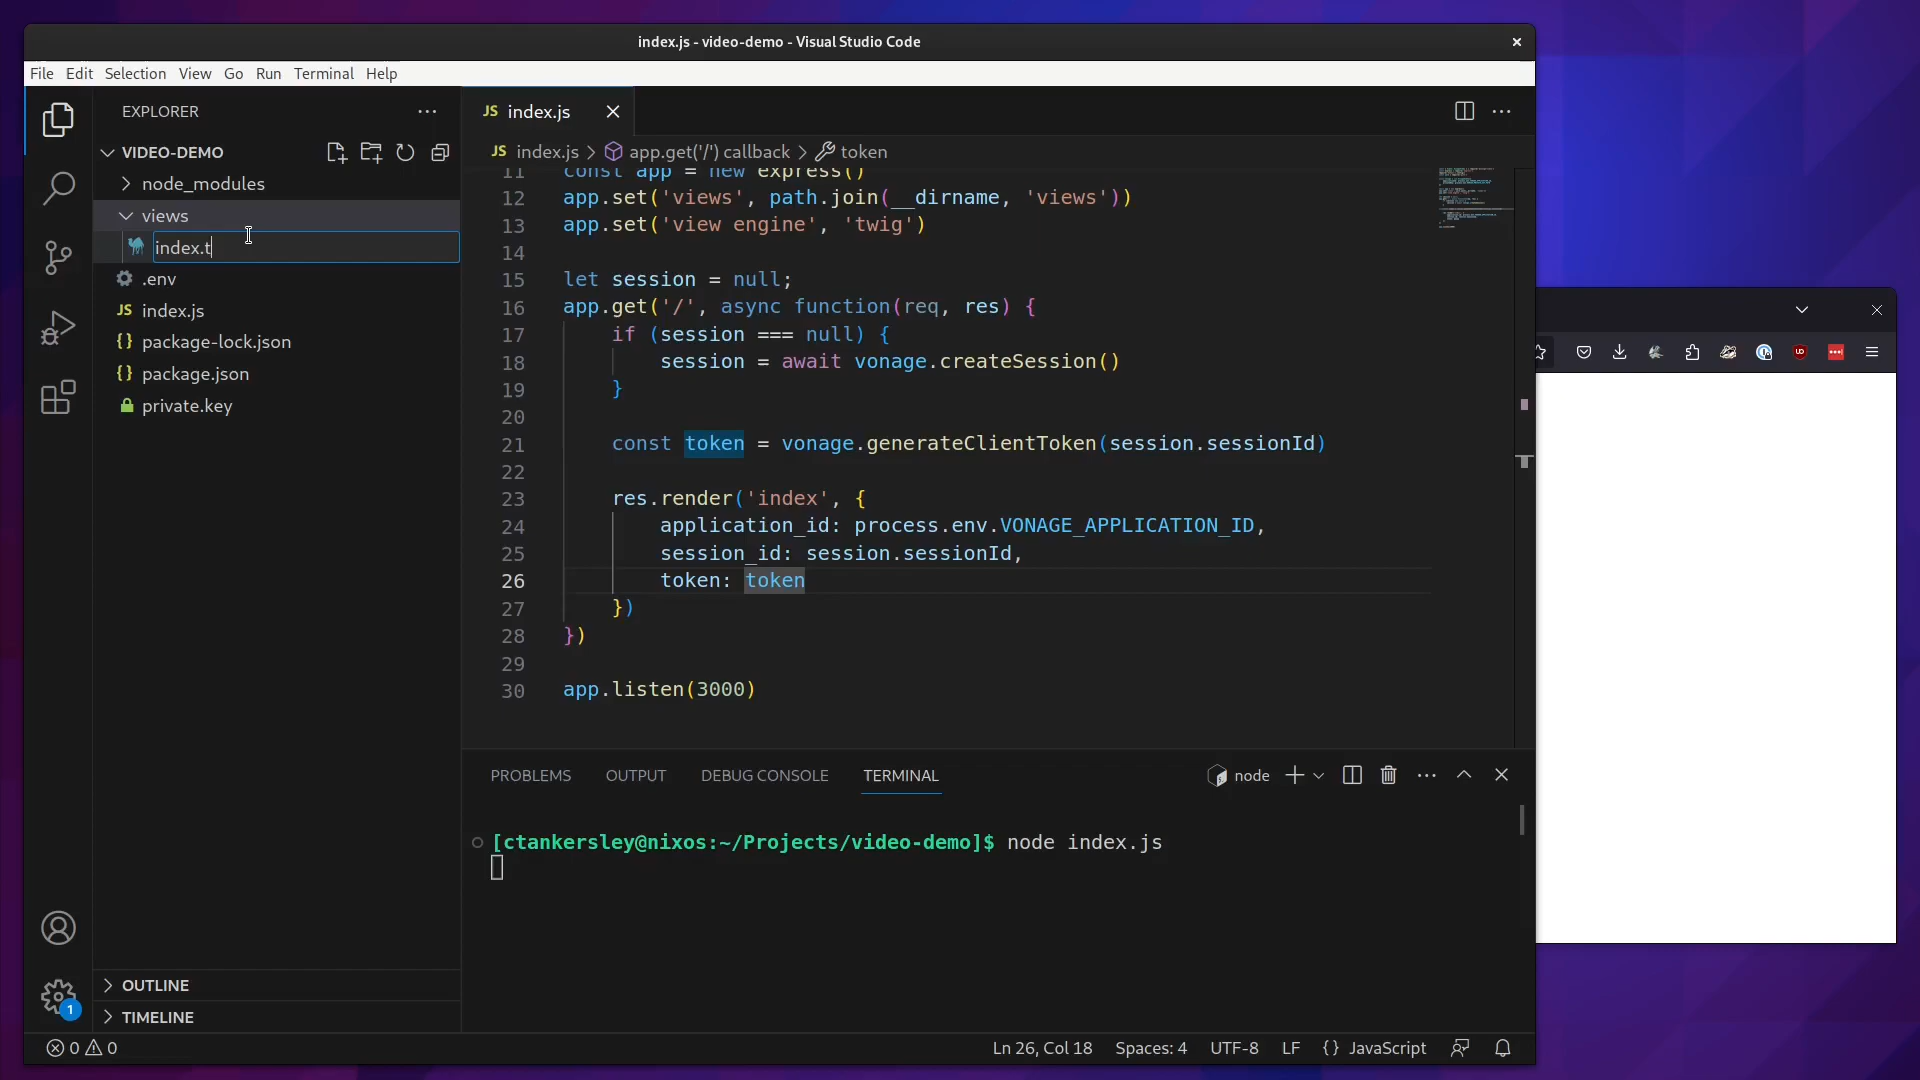 index.js - video-demo - Visual Studio Code
File Edit Selection View Go Run Terminal Help
EXPLORER
VIDEO-DEMO
node_modules
views
index.t
.env
JS index.js
{} package-lock.json
{} package.json
private.key
OUTLINE
TIMELINE
1
JS index.js
JS index.js > app.get('/') callback > token
11 const app = new express()
12 app.set('views', path.join(__dirname, 'views'))
13 app.set('view engine', 'twig')
14
15 let session = null;
16 app.get('/', async function(req, res) {
17 if (session === null) {
18 session = await vonage.createSession()
19 }
20
21 const token = vonage.generateClientToken(session.sessionId)
22
23 res.render('index', {
24 application_id: process.env.VONAGE_APPLICATION_ID,
25 session_id: session.sessionId,
26 token: token
27 })
28 })
29
30 app.listen(3000)
PROBLEMS OUTPUT DEBUG CONSOLE TERMINAL
node
[ctankersley@nixos:~/Projects/video-demo]$ node index.js
0 0
Ln 26, Col 18 Spaces: 4 UTF-8 LF {} JavaScript